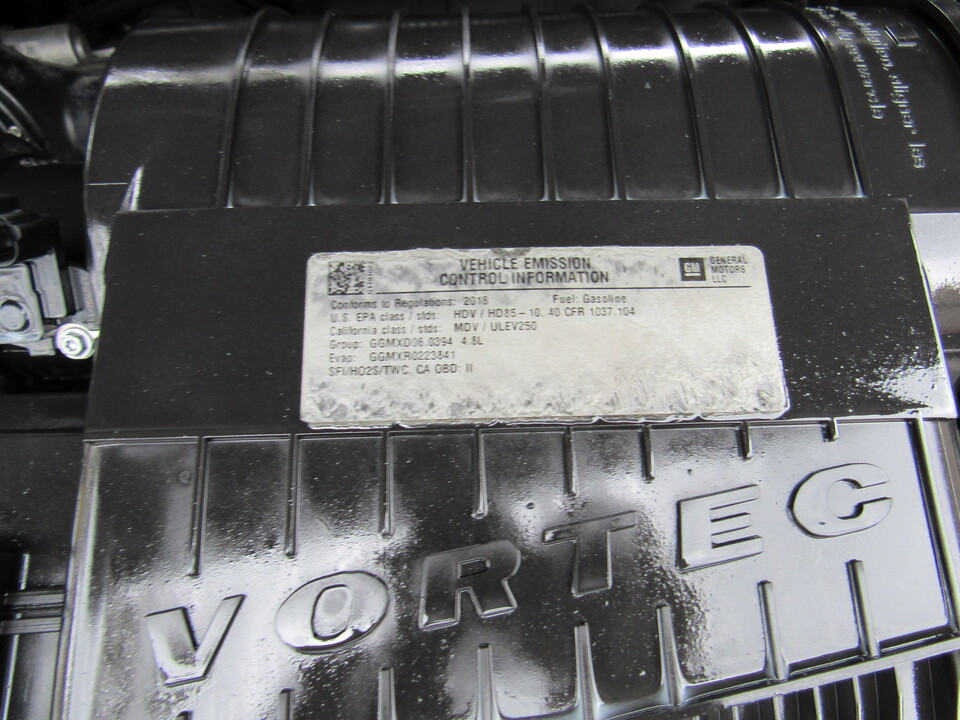 VEHICLE EMISSION
CONTROL INFORMATION
GM GENERAL
MOTORS
LLC
Conforms to Regulations: 2016 Fuel: Gasoline
U.S. EPA class / stds: HDV / HD85-10, 40 CFR 1037.104
California class / stds: MDV / ULEV250
Group: GGMXD06.0394 4.8L
Evap: GGMXR0223841
SFI/HO2S/TWC, CA OBD: II
VORTEC